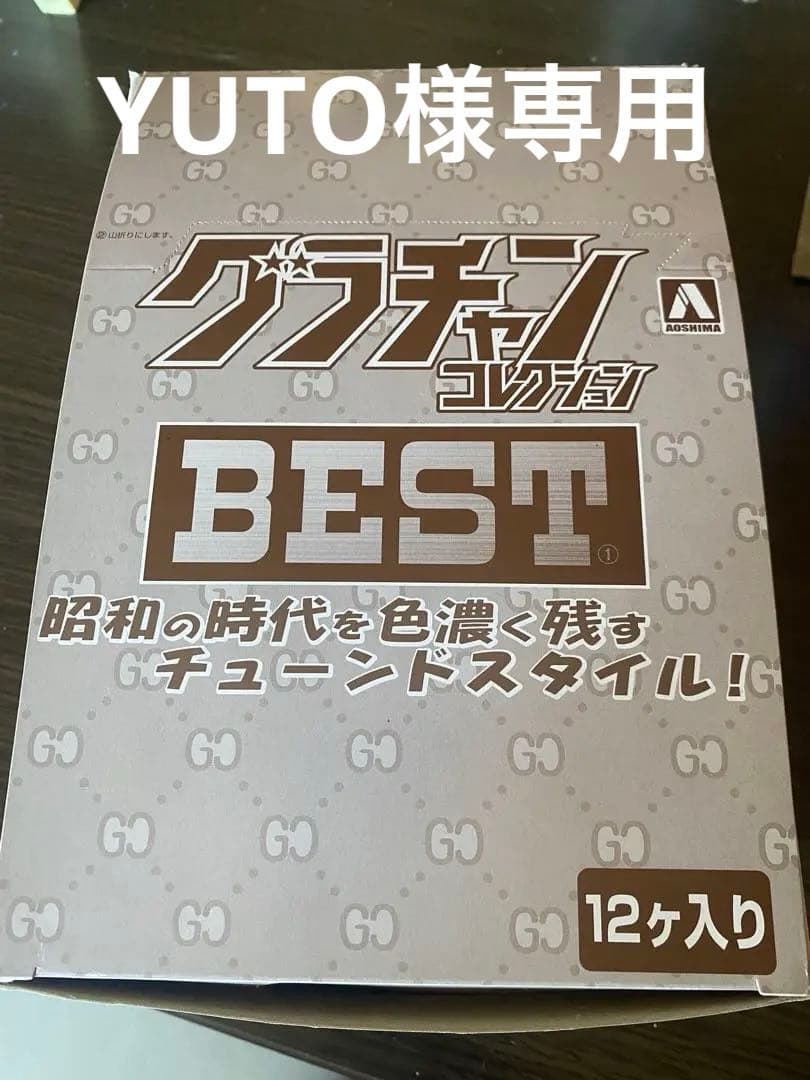 YUTO様専用
②山折りにします。
グラチャン
コレクション
AOSHIMA
BEST
①
昭和の時代を色濃く残す
チューンドスタイル!
12ヶ入り